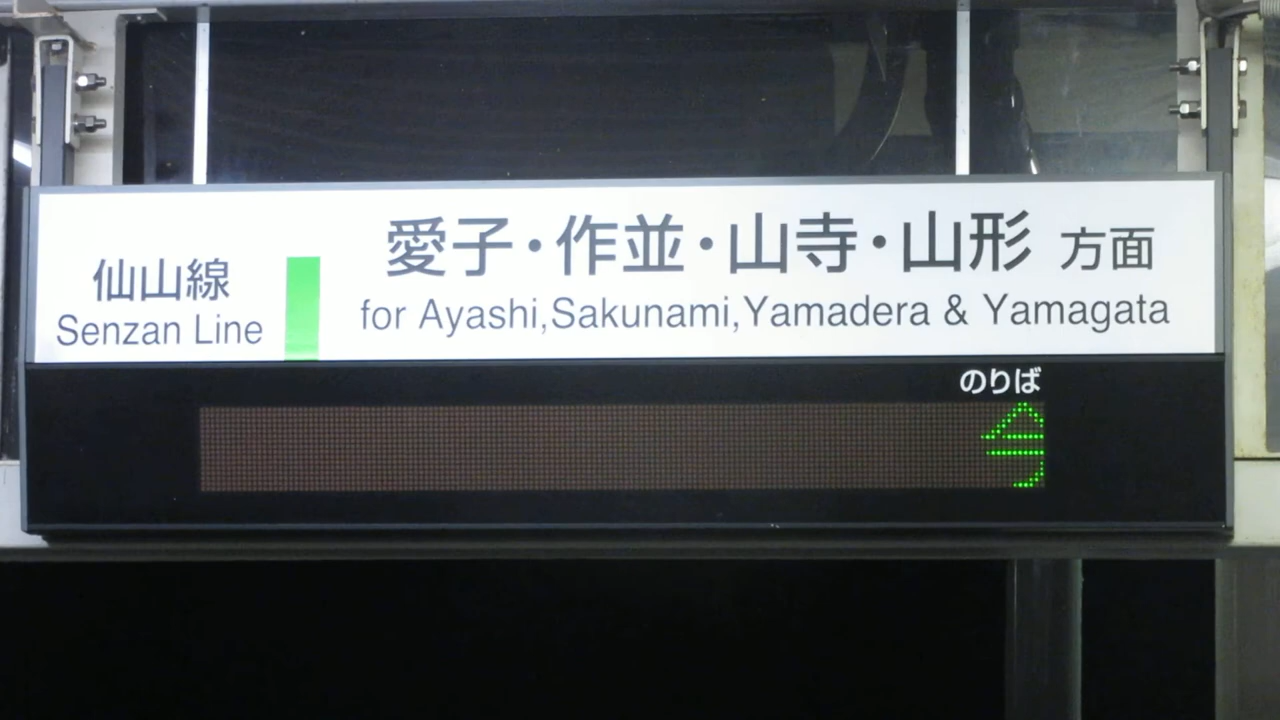 仙山線
Senzan Line
愛子・作並・山寺・山形 方面
for Ayashi,Sakunami,Yamadera & Yamagata
のりば